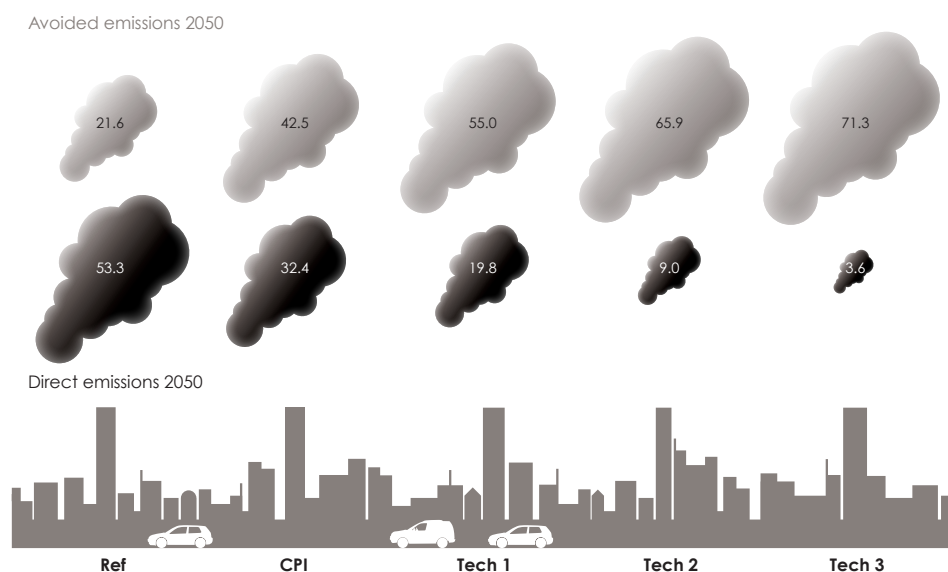 Avoided emissions 2050
21.6 42.5 55.0 65.9 71.3
53.3 32.4 19.8 9.0 3.6
Direct emissions 2050
Ref CPI Tech 1 Tech 2 Tech 3